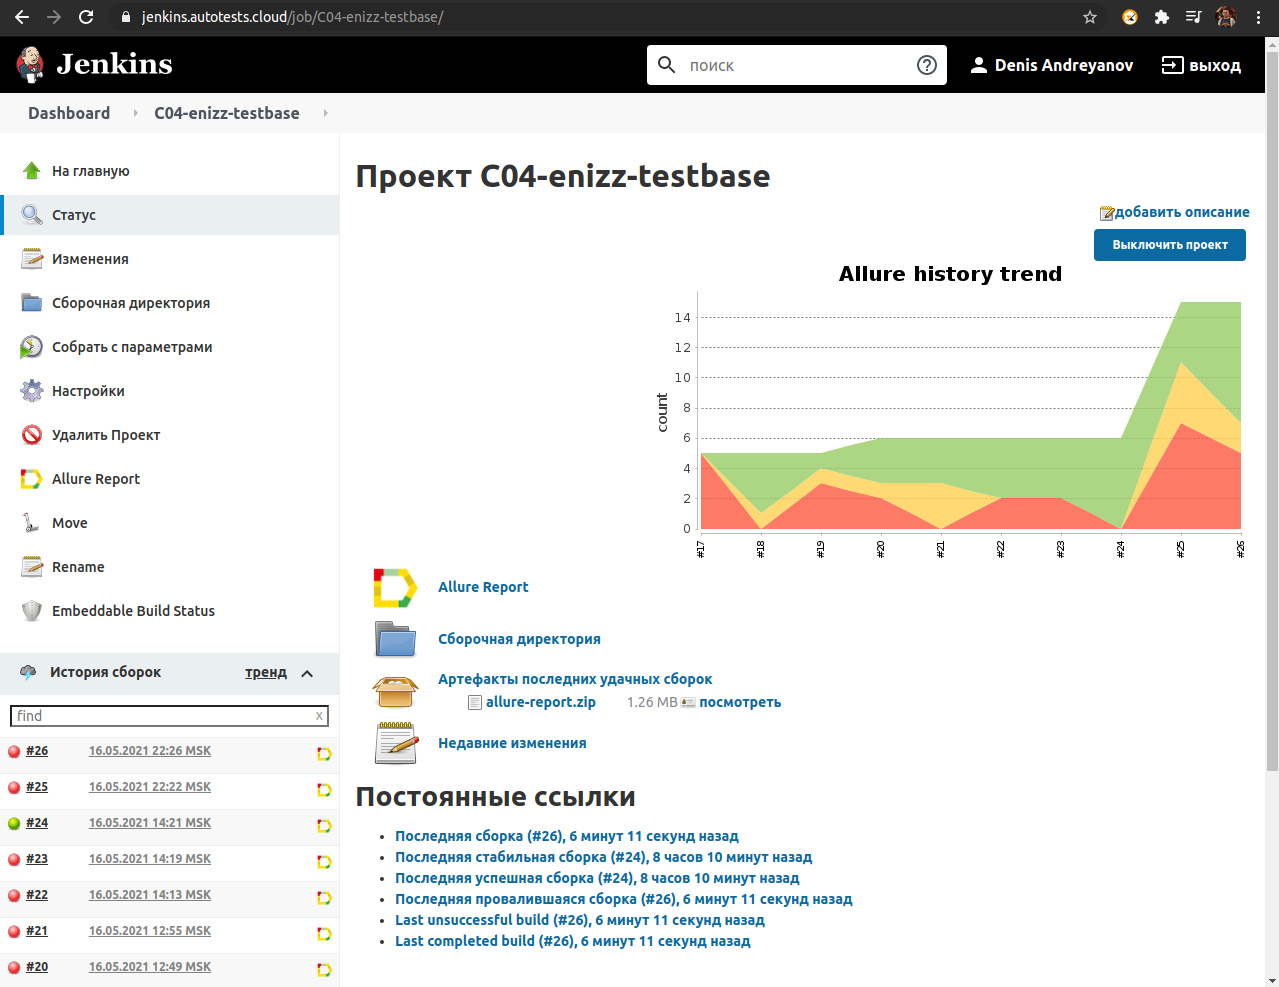 jenkins.autotests.cloud/job/C04-enizz-testbase/
Jenkins
поиск
Denis Andreyanov
выход
Dashboard
C04-enizz-testbase
На главную
Статус
Изменения
Сборочная директория
Собрать с параметрами
Настройки
Удалить Проект
Allure Report
Move
Rename
Embeddable Build Status
История сборок
тренд
find
x
#26 16.05.2021 22:26 MSK
#25 16.05.2021 22:22 MSK
#24 16.05.2021 14:21 MSK
#23 16.05.2021 14:19 MSK
#22 16.05.2021 14:13 MSK
#21 16.05.2021 12:55 MSK
#20 16.05.2021 12:49 MSK
Проект C04-enizz-testbase
добавить описание
Выключить проект
Allure history trend
count
14
12
10
8
6
4
2
0
#17 #18 #19 #20 #21 #22 #23 #24 #25 #26
Allure Report
Сборочная директория
Артефакты последних удачных сборок
allure-report.zip 1.26 MB посмотреть
Недавние изменения
Постоянные ссылки
Последняя сборка (#26), 6 минут 11 секунд назад
Последняя стабильная сборка (#24), 8 часов 10 минут назад
Последняя успешная сборка (#24), 8 часов 10 минут назад
Последняя провалившаяся сборка (#26), 6 минут 11 секунд назад
Last unsuccessful build (#26), 6 минут 11 секунд назад
Last completed build (#26), 6 минут 11 секунд назад